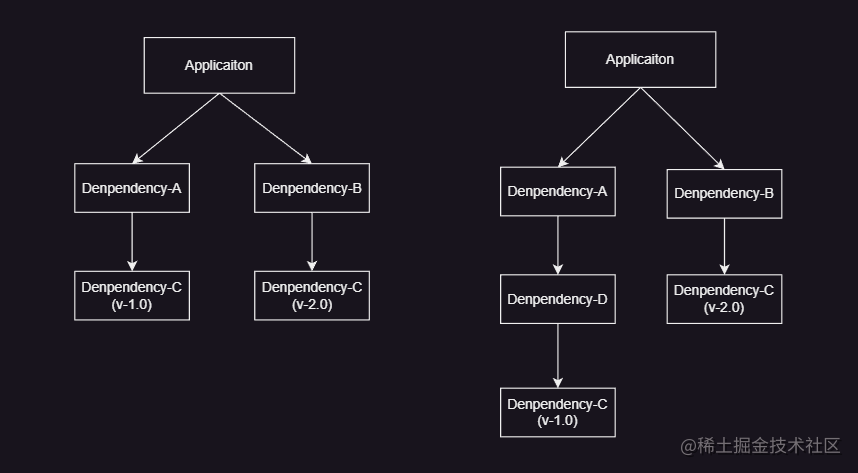 Applicaiton
Denpendency-A
Denpendency-B
Denpendency-C
(v-1.0)
Denpendency-C
(v-2.0)
Applicaiton
Denpendency-A
Denpendency-B
Denpendency-D
Denpendency-C
(v-2.0)
Denpendency-C
(v-1.0)
@稀土掘金技术社区